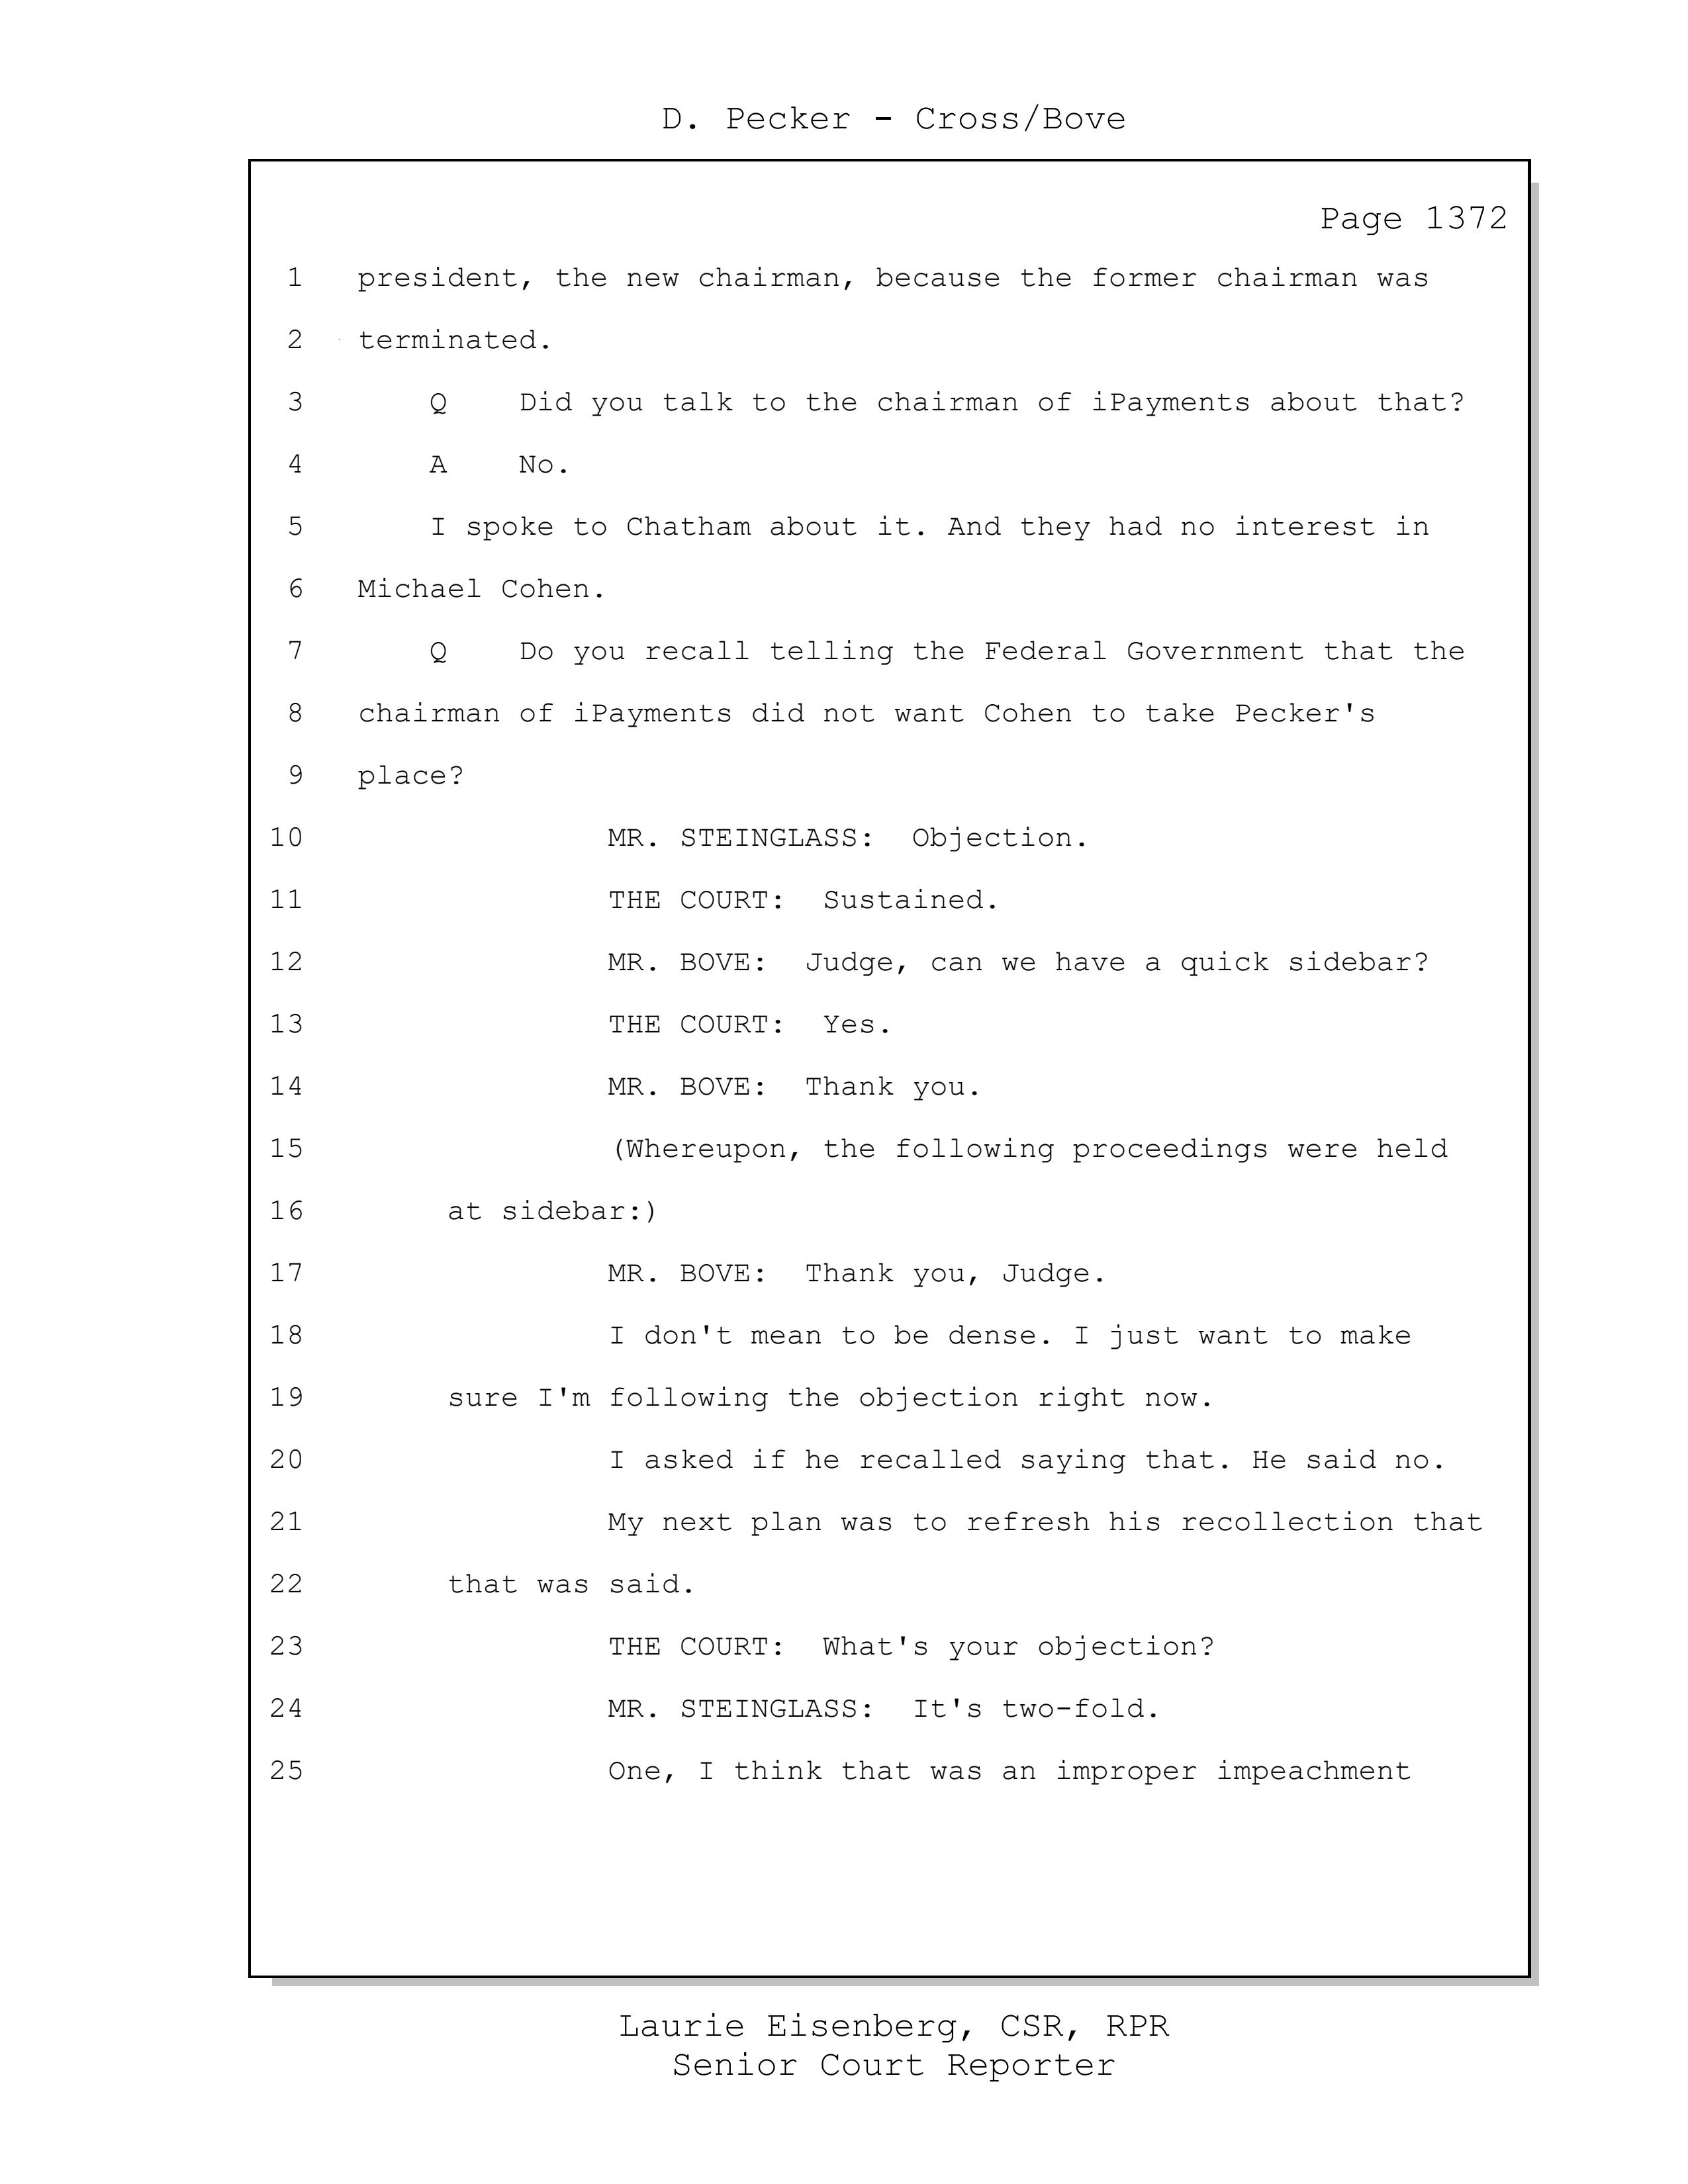 D. Pecker - Cross/Bove
Page 1372
1 president, the new chairman, because the former chairman was
2 terminated.
3 Q Did you talk to the chairman of iPayments about that?
4 A No.
5 I spoke to Chatham about it. And they had no interest in
6 Michael Cohen.
7 Q Do you recall telling the Federal Government that the
8 chairman of iPayments did not want Cohen to take Pecker's
9 place?
10 MR. STEINGLASS: Objection.
11 THE COURT: Sustained.
12 MR. BOVE: Judge, can we have a quick sidebar?
13 THE COURT: Yes.
14 MR. BOVE: Thank you.
15 (Whereupon, the following proceedings were held
16 at sidebar:)
17 MR. BOVE: Thank you, Judge.
18 I don't mean to be dense. I just want to make
19 sure I'm following the objection right now.
20 I asked if he recalled saying that. He said no.
21 My next plan was to refresh his recollection that
22 that was said.
23 THE COURT: What's your objection?
24 MR. STEINGLASS: It's two-fold.
25 One, I think that was an improper impeachment
Laurie Eisenberg, CSR, RPR
Senior Court Reporter